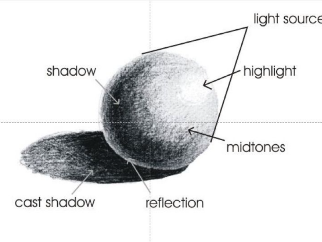 light source
shadow
highlight
midtones
cast shadow
reflection